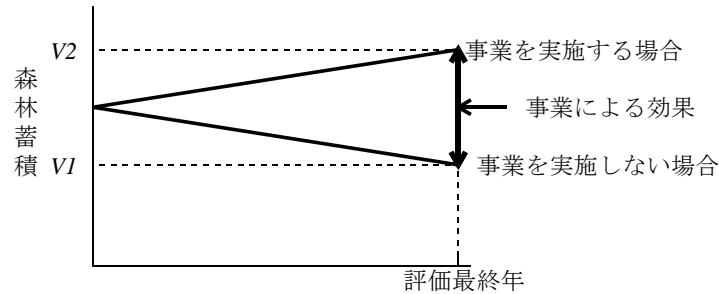 V2
事業を実施する場合
森林蓄積
事業による効果
V1
事業を実施しない場合
評価最終年